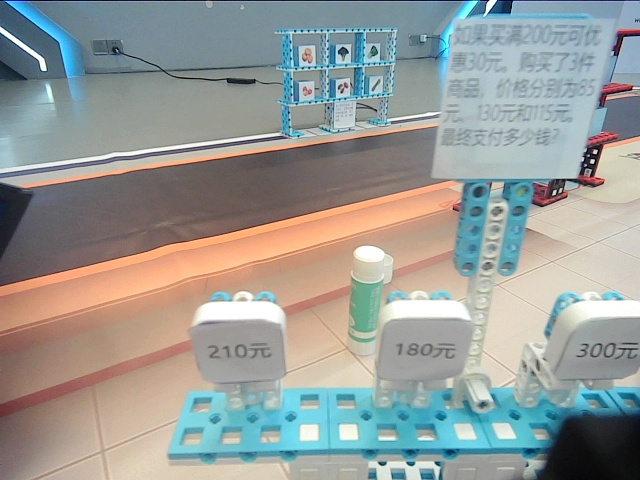 如果买满200元可优
惠30元。购买了3件
商品，价格分别为85
元、130元和115元。
最终支付多少钱?
210元
180元
300元